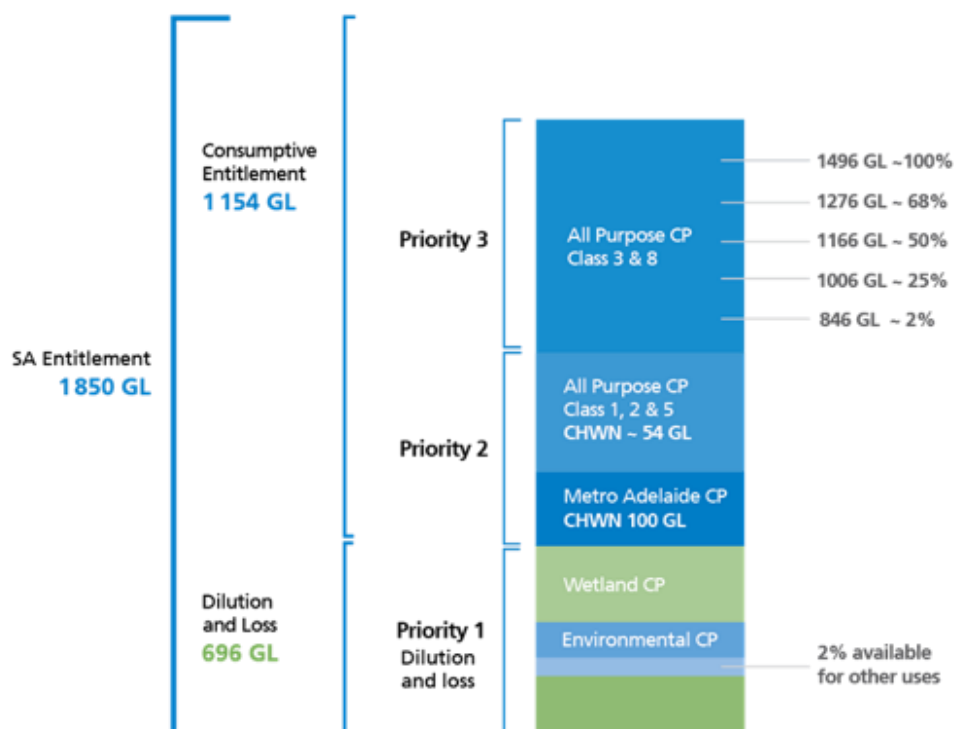 SA Entitlement
1850 GL
Consumptive
Entitlement
1154 GL
Dilution
and Loss
696 GL
Priority 3
Priority 2
Priority 1
Dilution
and loss
All Purpose CP
Class 3 & 8
All Purpose CP
Class 1, 2 & 5
CHWN ~ 54 GL
Metro Adelaide CP
CHWN 100 GL
Wetland CP
Environmental CP
1496 GL ~100%
1276 GL ~ 68%
1166 GL ~ 50%
1006 GL ~ 25%
846 GL ~ 2%
2% available
for other uses